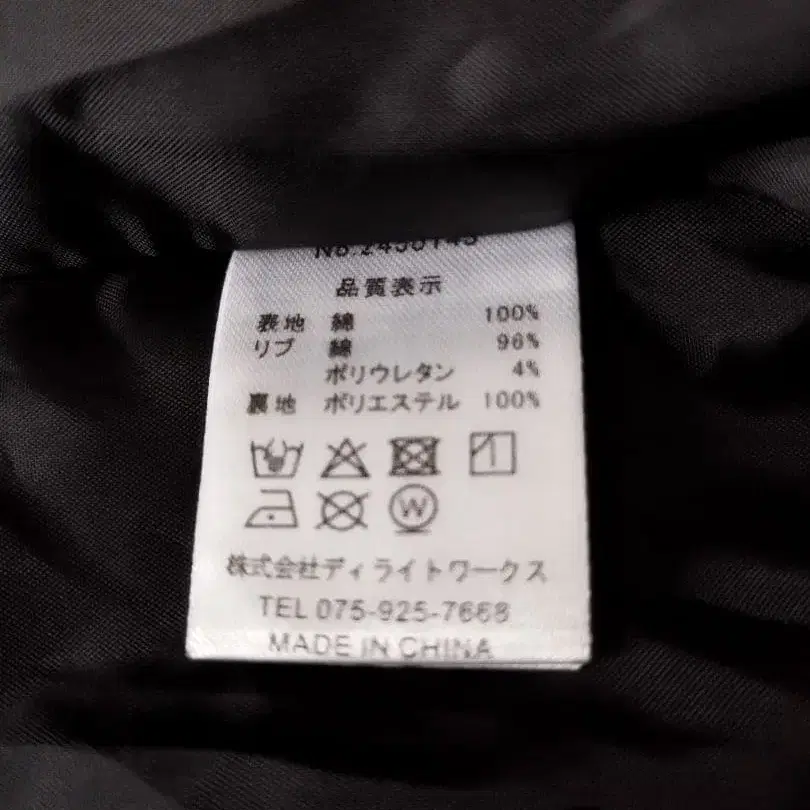 品質表示
表地 綿 100%
リブ 綿 96%
ポリウレタン 4%
裏地 ポリエステル 100%
W
株式会社ディライトワークス
TEL 075-925-7668
MADE IN CHINA